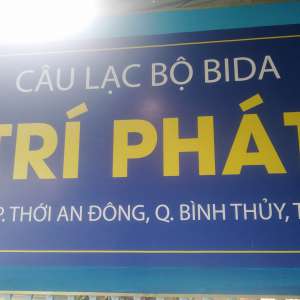 CÂU LẠC BỘ BIDA
TRÍ PHÁT
P. THỚI AN ĐÔNG, Q. BÌNH THỦY, T